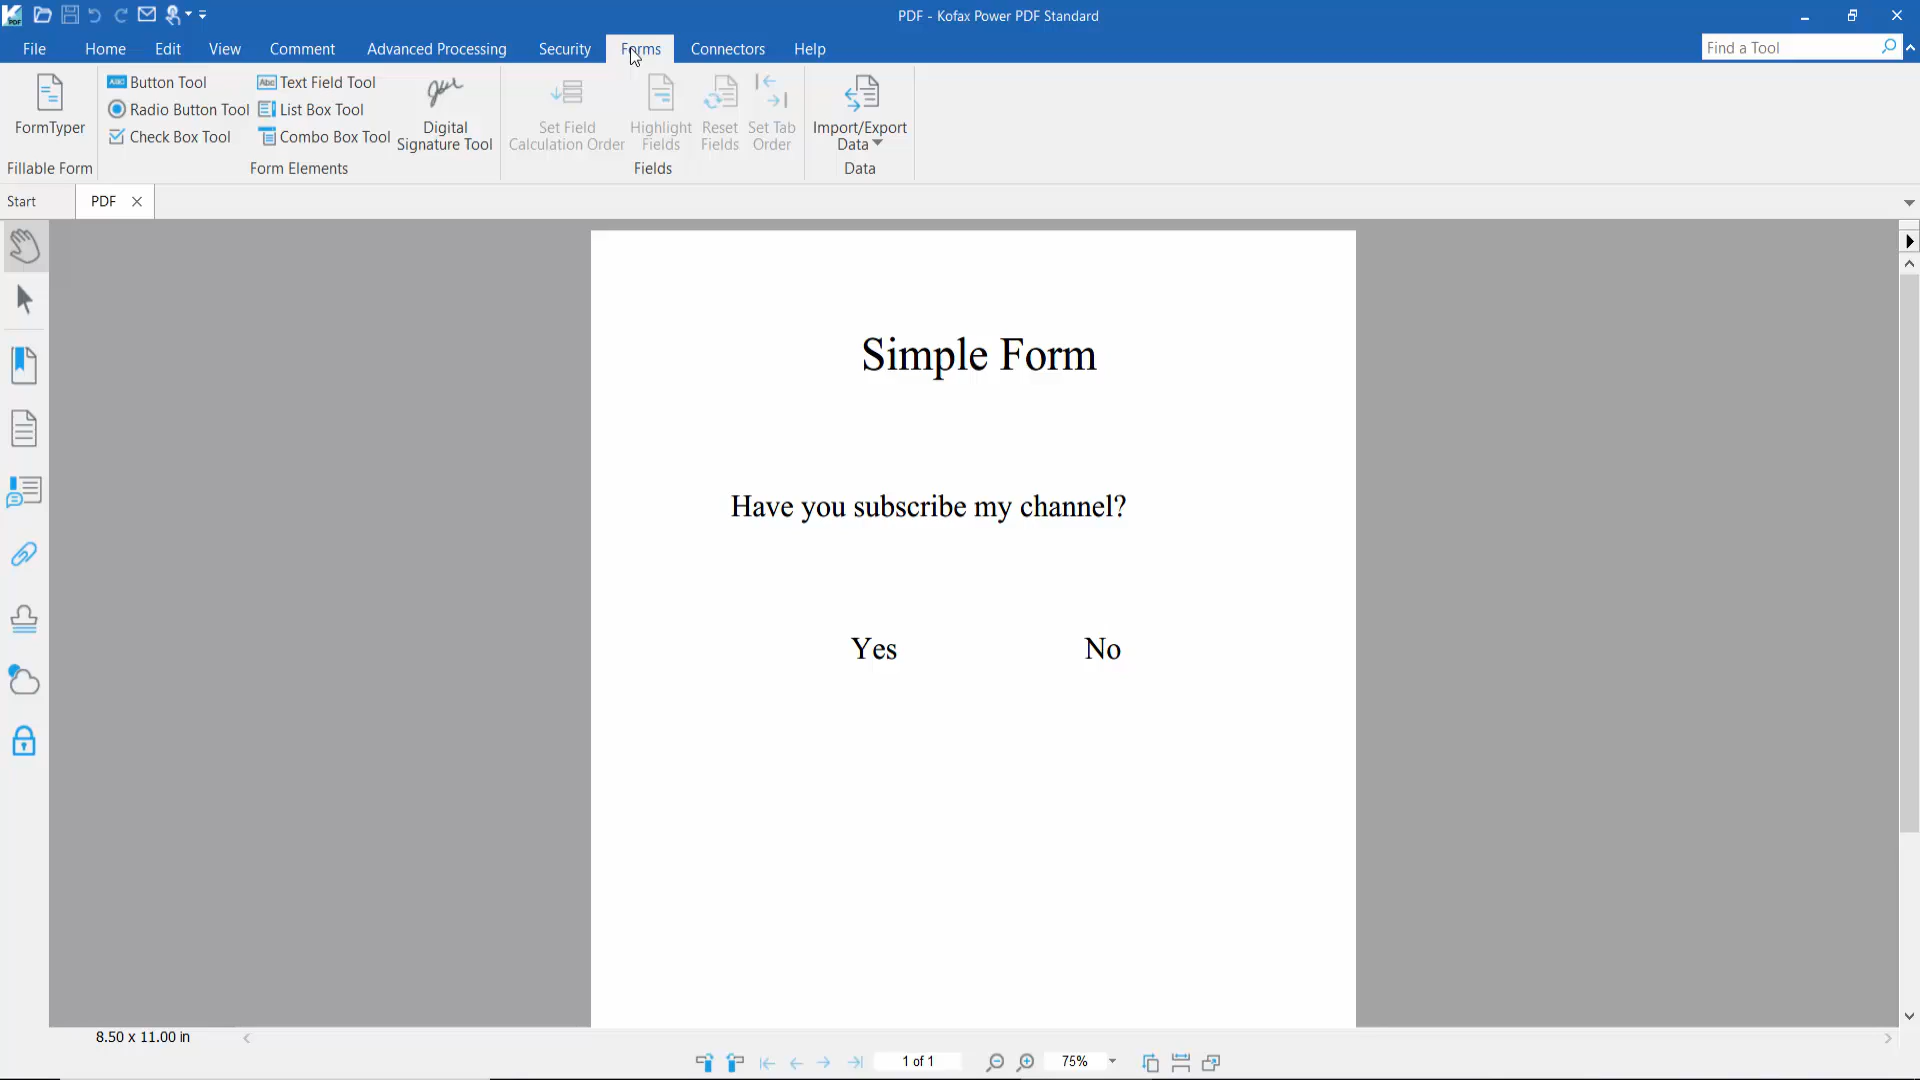 PDF - Kofax Power PDF Standard
File Home Edit View Comment Advanced Processing Security Forms Connectors Help
Find a Tool
FormTyper
Fillable Form
Button Tool
Radio Button Tool
Check Box Tool
Text Field Tool
List Box Tool
Combo Box Tool
Digital
Signature Tool
Form Elements
Set Field
Calculation Order
Highlight
Fields
Reset
Fields
Set Tab
Order
Fields
Import/Export
Data
Data
Start PDF
Simple Form
Have you subscribe my channel?
Yes No
8.50 x 11.00 in
1 of 1
75%